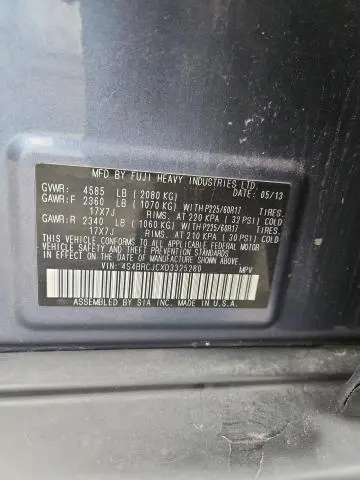 MFD BY FUJI HEAVY INDUSTRIES LTD.
GVWR: 4585 LB (2080 KG) DATE: 05/13
GAWR:F 2360 LB (1070 KG) WITH P225/60R17 TIRES.
17X7J RIMS. AT 220 KPA (32 PSI) COLD
GAWR:R 2340 LB (1060 KG) WITH P225/60R17 TIRES.
17X7J RIMS. AT 210 KPA (30 PSI) COLD
THIS VEHICLE CONFORMS TO ALL APPLICABLE FEDERAL MOTOR
VEHICLE SAFETY AND BUMPER STANDARDS IN EFFECT ON
THE DATE OF MANUFACTURE SHOWN ABOVE.
VIN: 4S4BRCJCXD3325280 MPV
ASSEMBLED BY SIA INC. IN U.S.A.